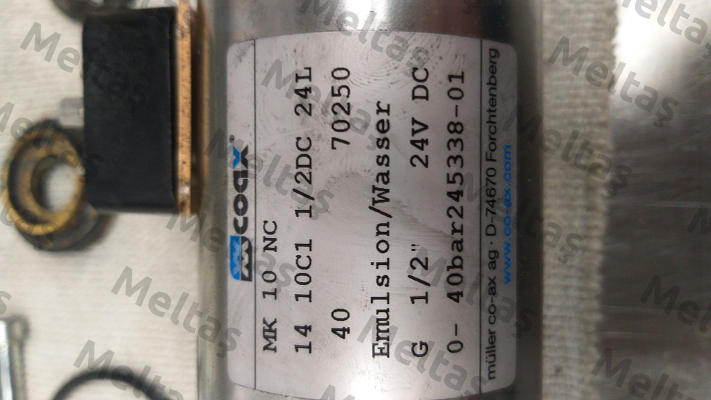 coax®
MK 10 NC
14 10C1 1/2DC 24L
40 70250
Emulsion/Wasser
G 1/2" 24V DC
0- 40bar245338-01
müller co-ax ag · D-74670 Forchtenberg
www.co-ax.com
Meltaş